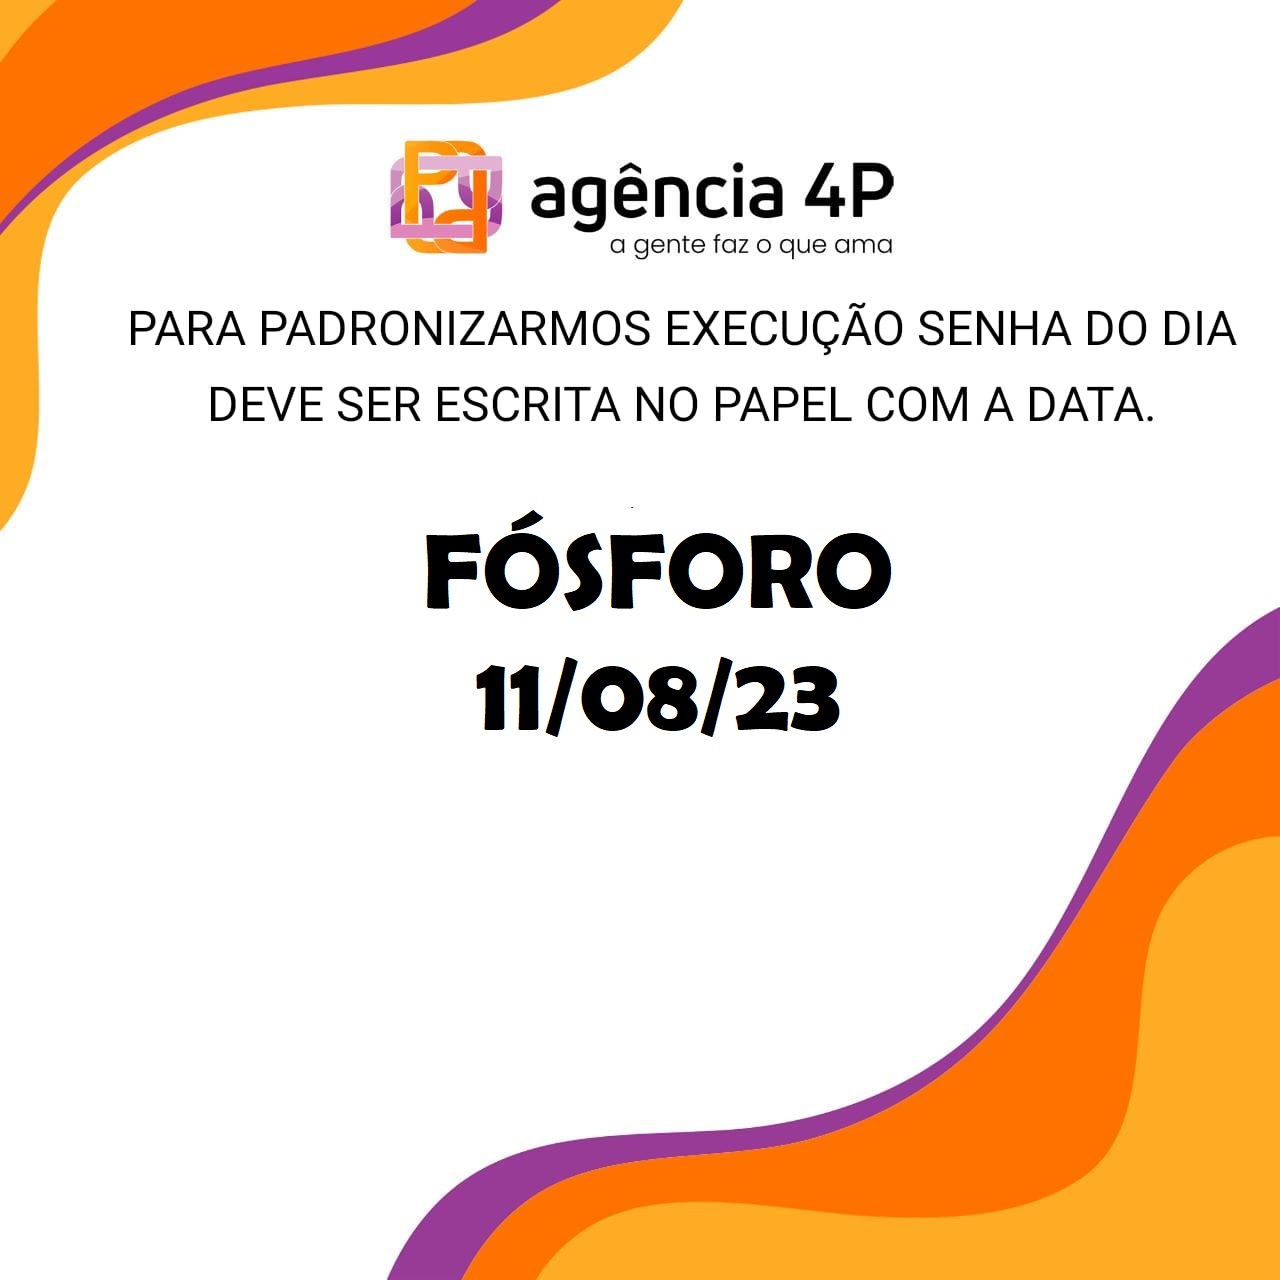 agência 4P
a gente faz o que ama
PARA PADRONIZARMOS EXECUÇÃO SENHA DO DIA
DEVE SER ESCRITA NO PAPEL COM A DATA.
FÓSFORO
11/08/23